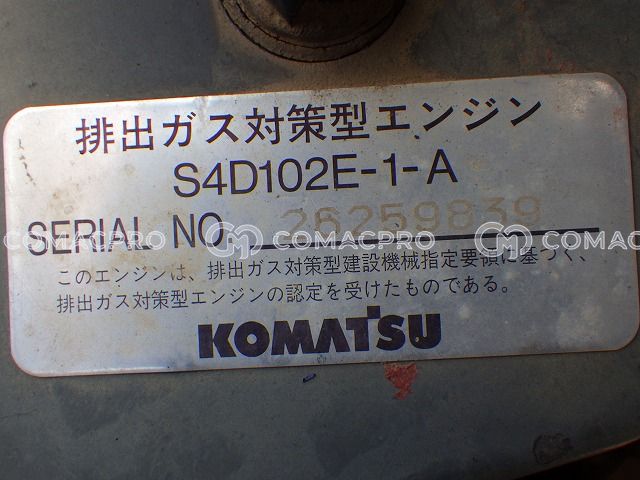 排出ガス対策型エンジン
S4D102E-1-A
SERIAL NO. 26259839
COMACPRO COMACPRO COMAC
このエンジンは、排出ガス対策型建設機械指定要領に基づく、
排出ガス対策型エンジンの認定を受けたものである。
KOMATSU